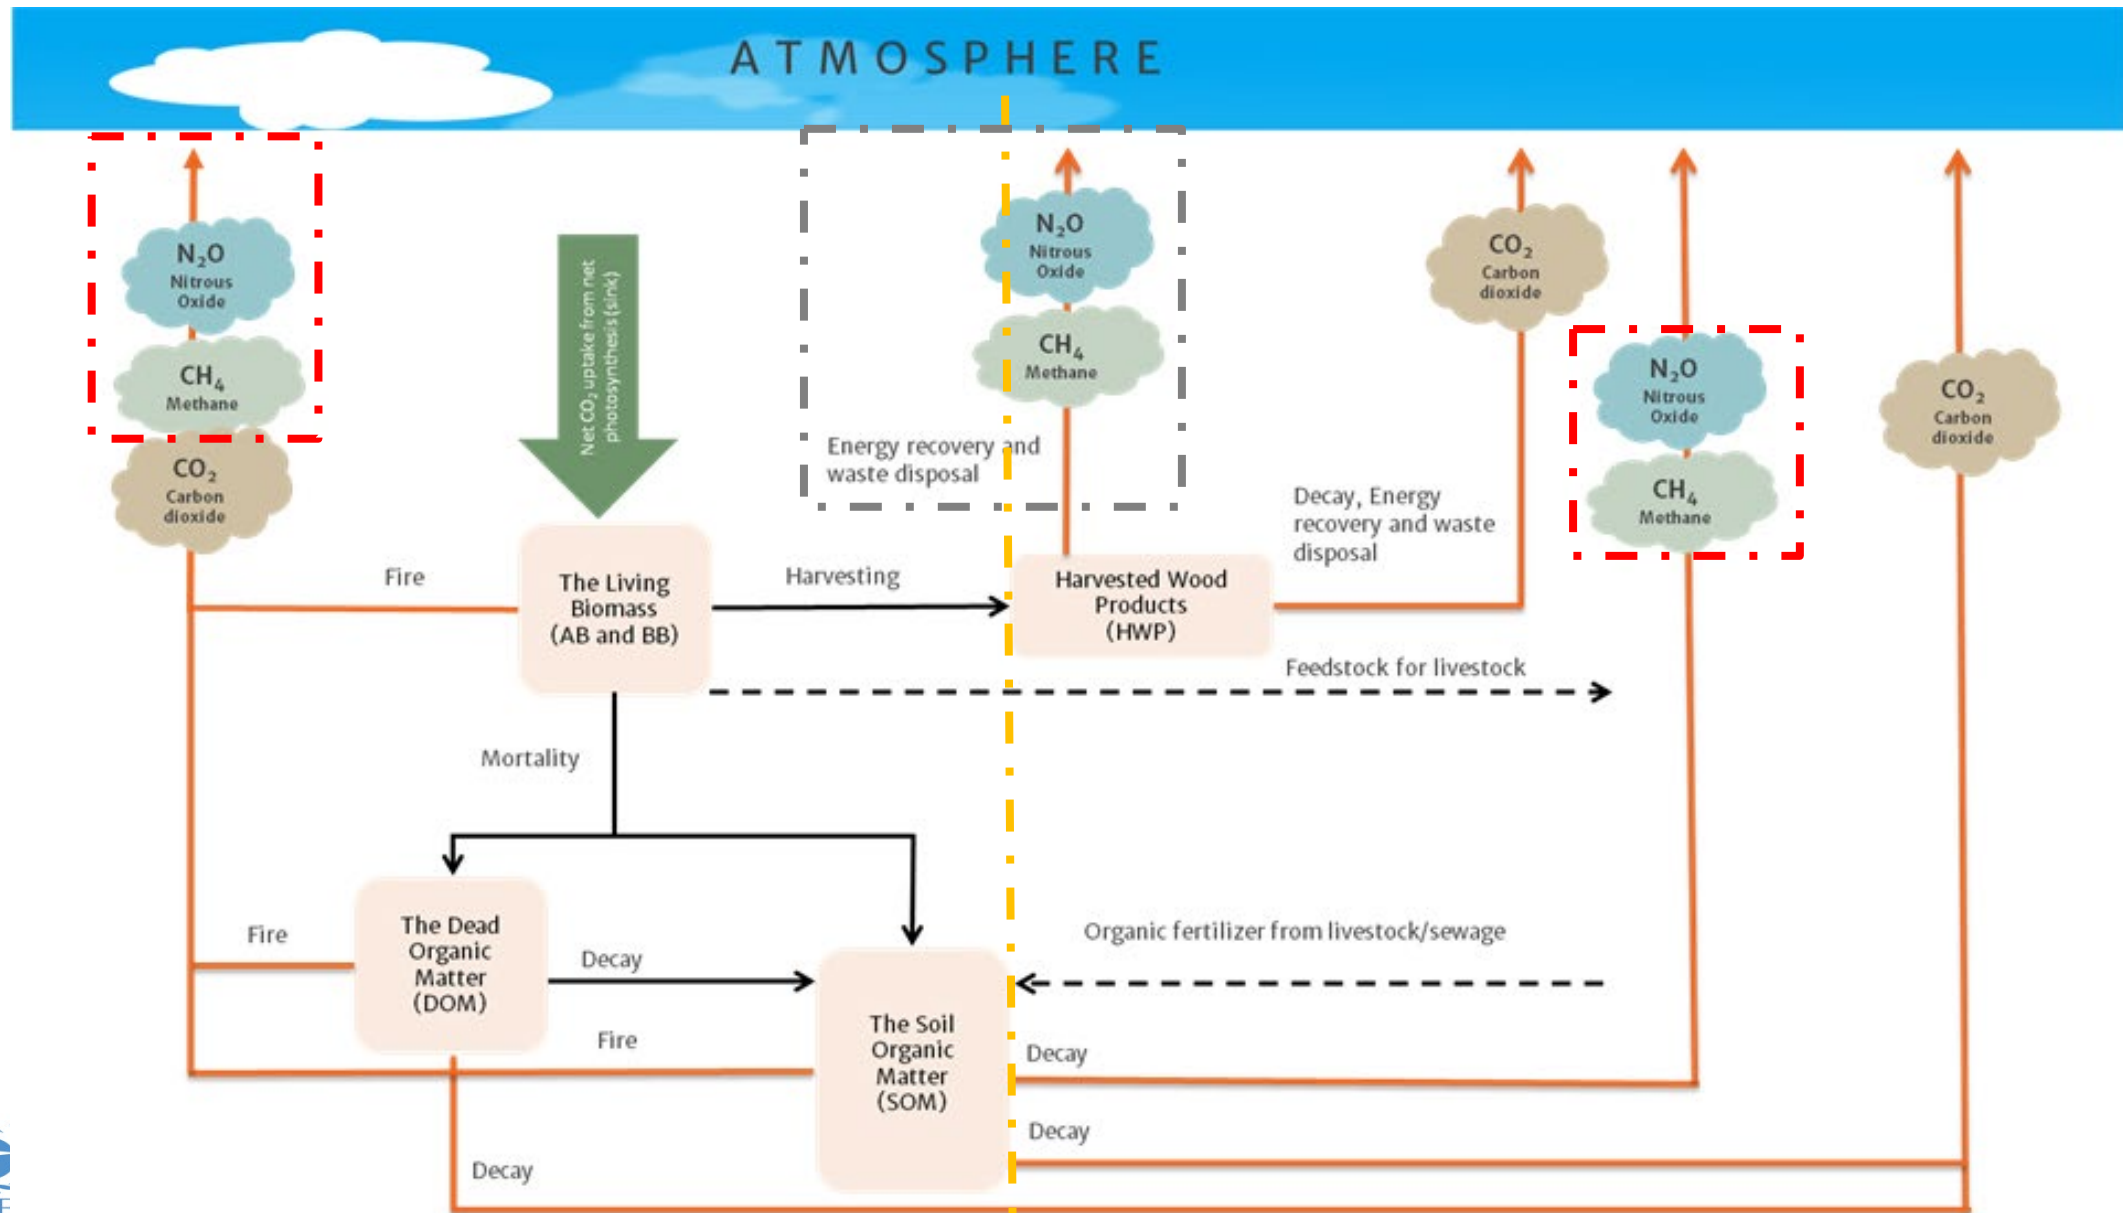 ATMOSPHERE
N₂O
Nitrous
Oxide
CH₄
Methane
CO₂
Carbon
dioxide
Net CO₂ uptake from net
photosynthesis (sink)
N₂O
Nitrous
Oxide
CH₄
Methane
Energy recovery and
waste disposal
CO₂
Carbon
dioxide
Decay, Energy
recovery and waste
disposal
N₂O
Nitrous
Oxide
CH₄
Methane
CO₂
Carbon
dioxide
Fire
The Living
Biomass
(AB and BB)
Harvesting
Harvested Wood
Products
(HWP)
Feedstock for livestock
Mortality
Fire
The Dead
Organic
Matter
(DOM)
Decay
Organic fertilizer from livestock/sewage
Fire
The Soil
Organic
Matter
(SOM)
Decay
Decay
Decay